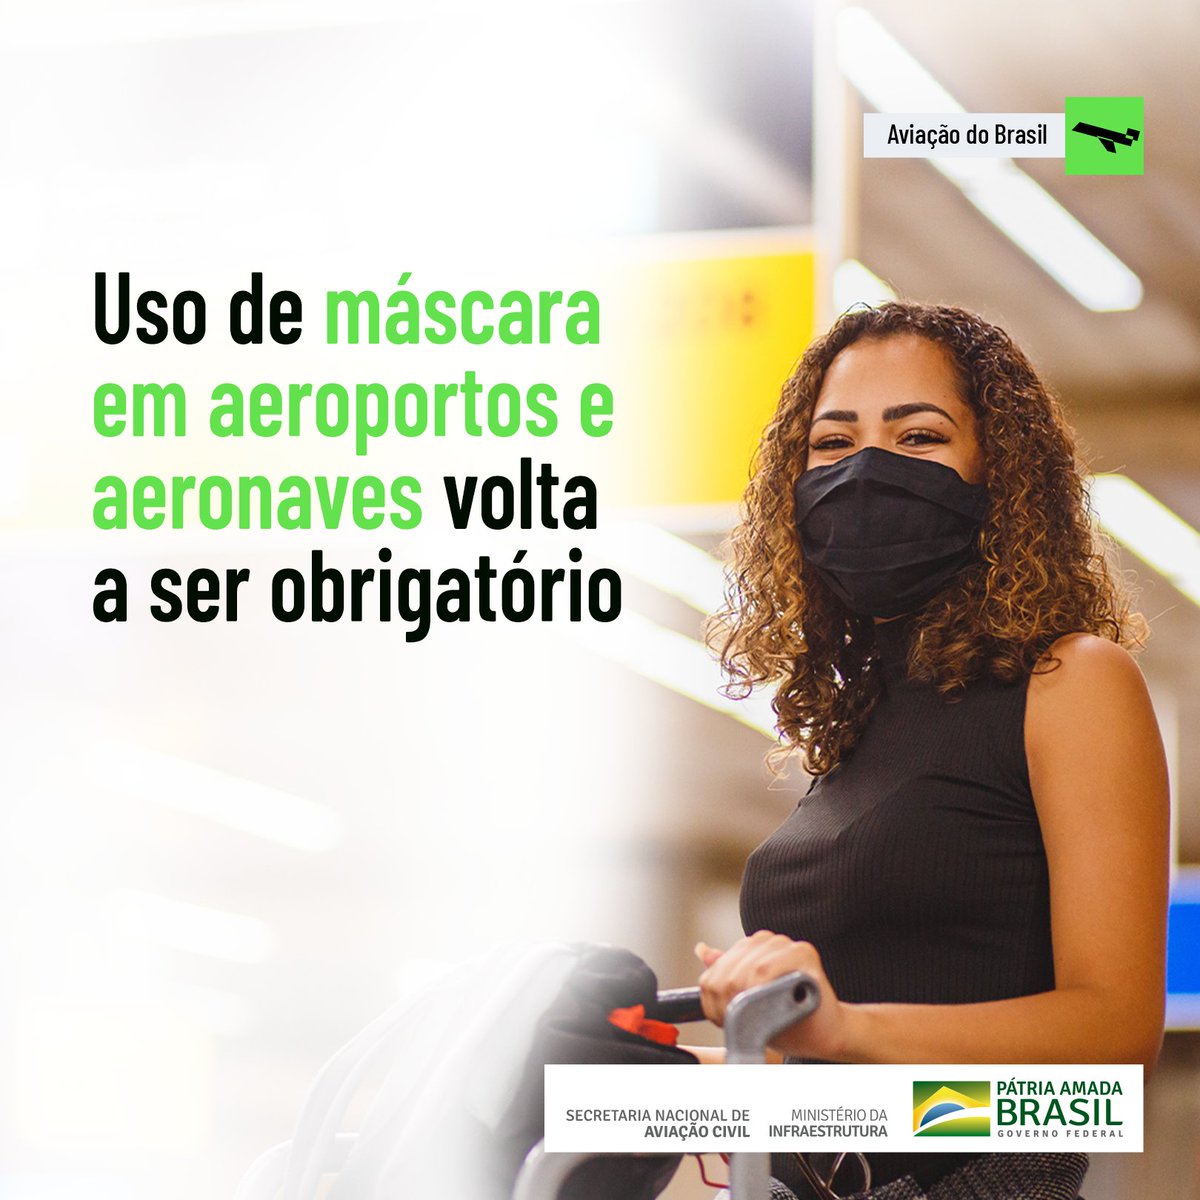 Aviação do Brasil
Uso de máscara
em aeroportos e
aeronaves volta
a ser obrigatório
SECRETARIA NACIONAL DE
AVIAÇÃO CIVIL
MINISTÉRIO DA
INFRAESTRUTURA
PÁTRIA AMADA
BRASIL
GOVERNO FEDERAL